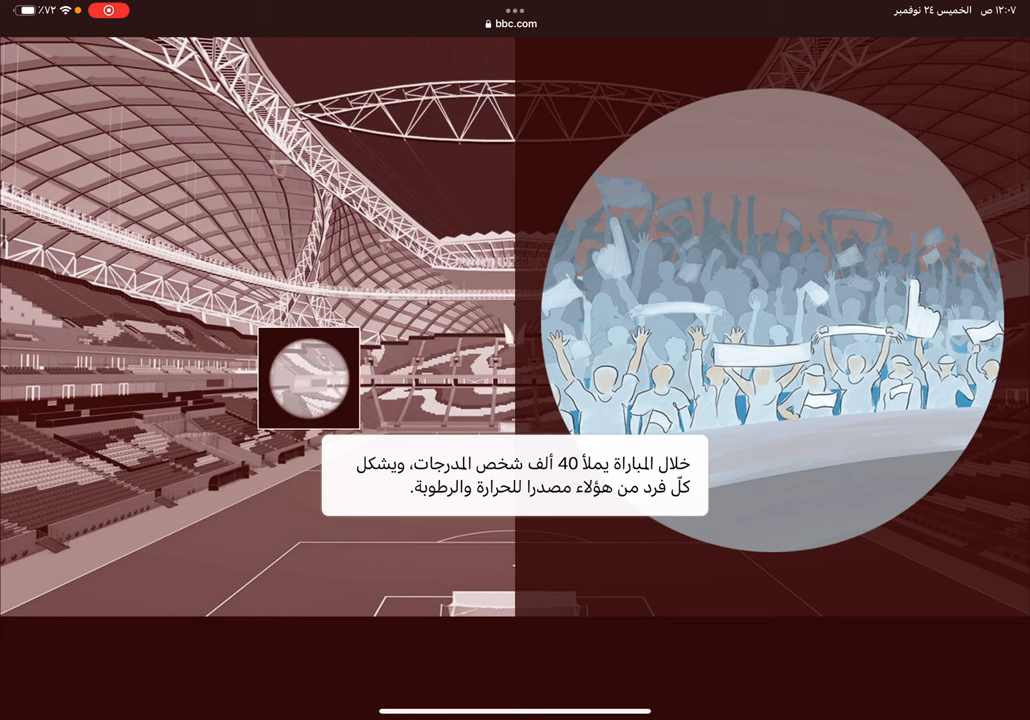 ١٢:٠٧ ص الخميس ٢٤ نوفمبر
٪٧٢
bbc.com
خلال المباراة يملأ 40 ألف شخص المدرجات، ويشكل
كلّ فرد من هؤلاء مصدرا للحرارة والرطوبة.